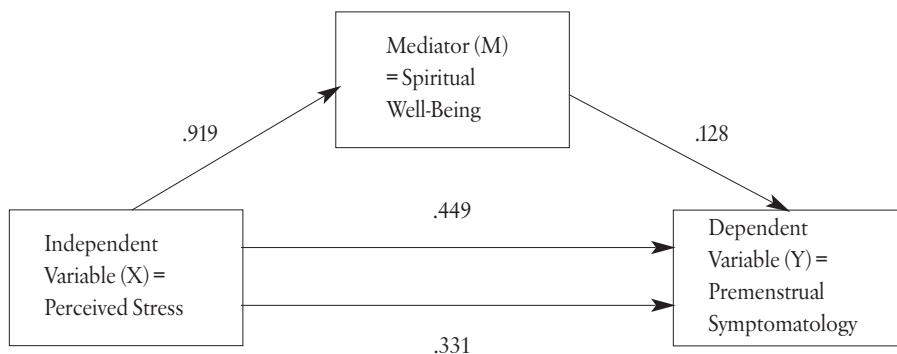 Mediator (M)
= Spiritual
Well-Being
.919
.128
.449
Independent
Variable (X) =
Perceived Stress
Dependent
Variable (Y) =
Premenstrual
Symptomatology
.331